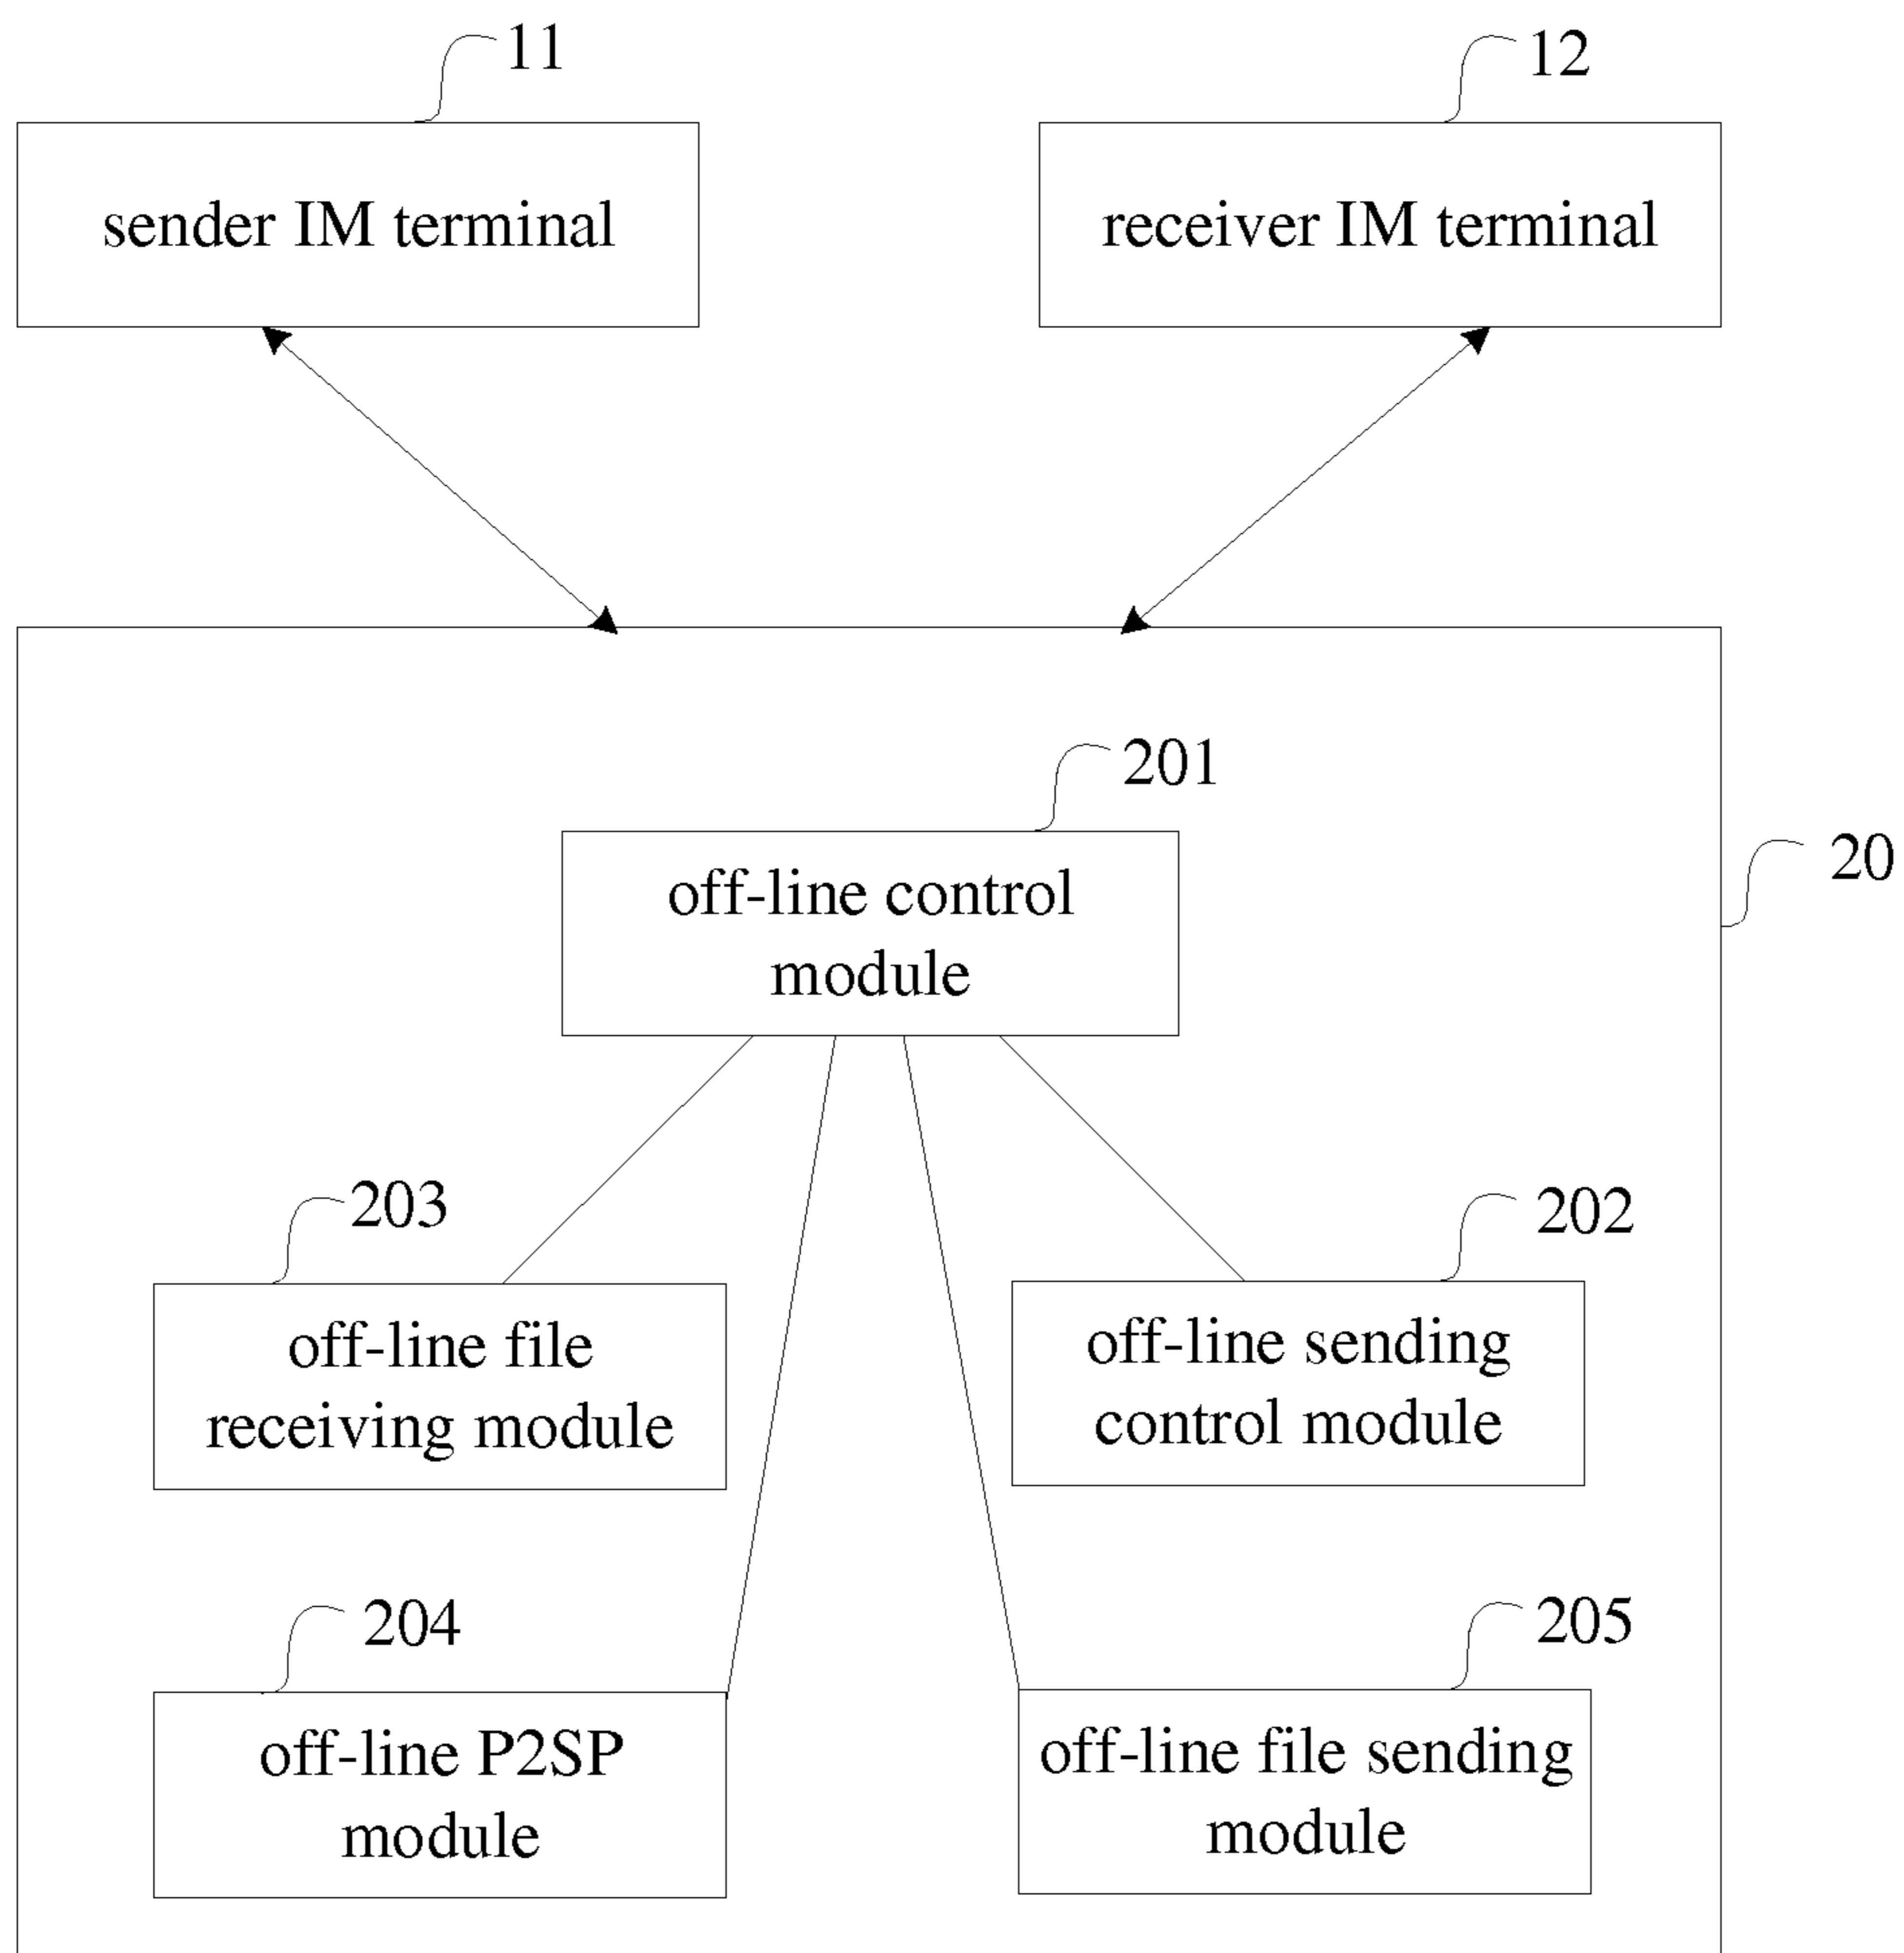 11
12
sender IM terminal
receiver IM terminal
201
20
off-line control
module
203
202
off-line file
receiving module
off-line sending
control module
204
205
off-line P2SP
module
off-line file sending
module